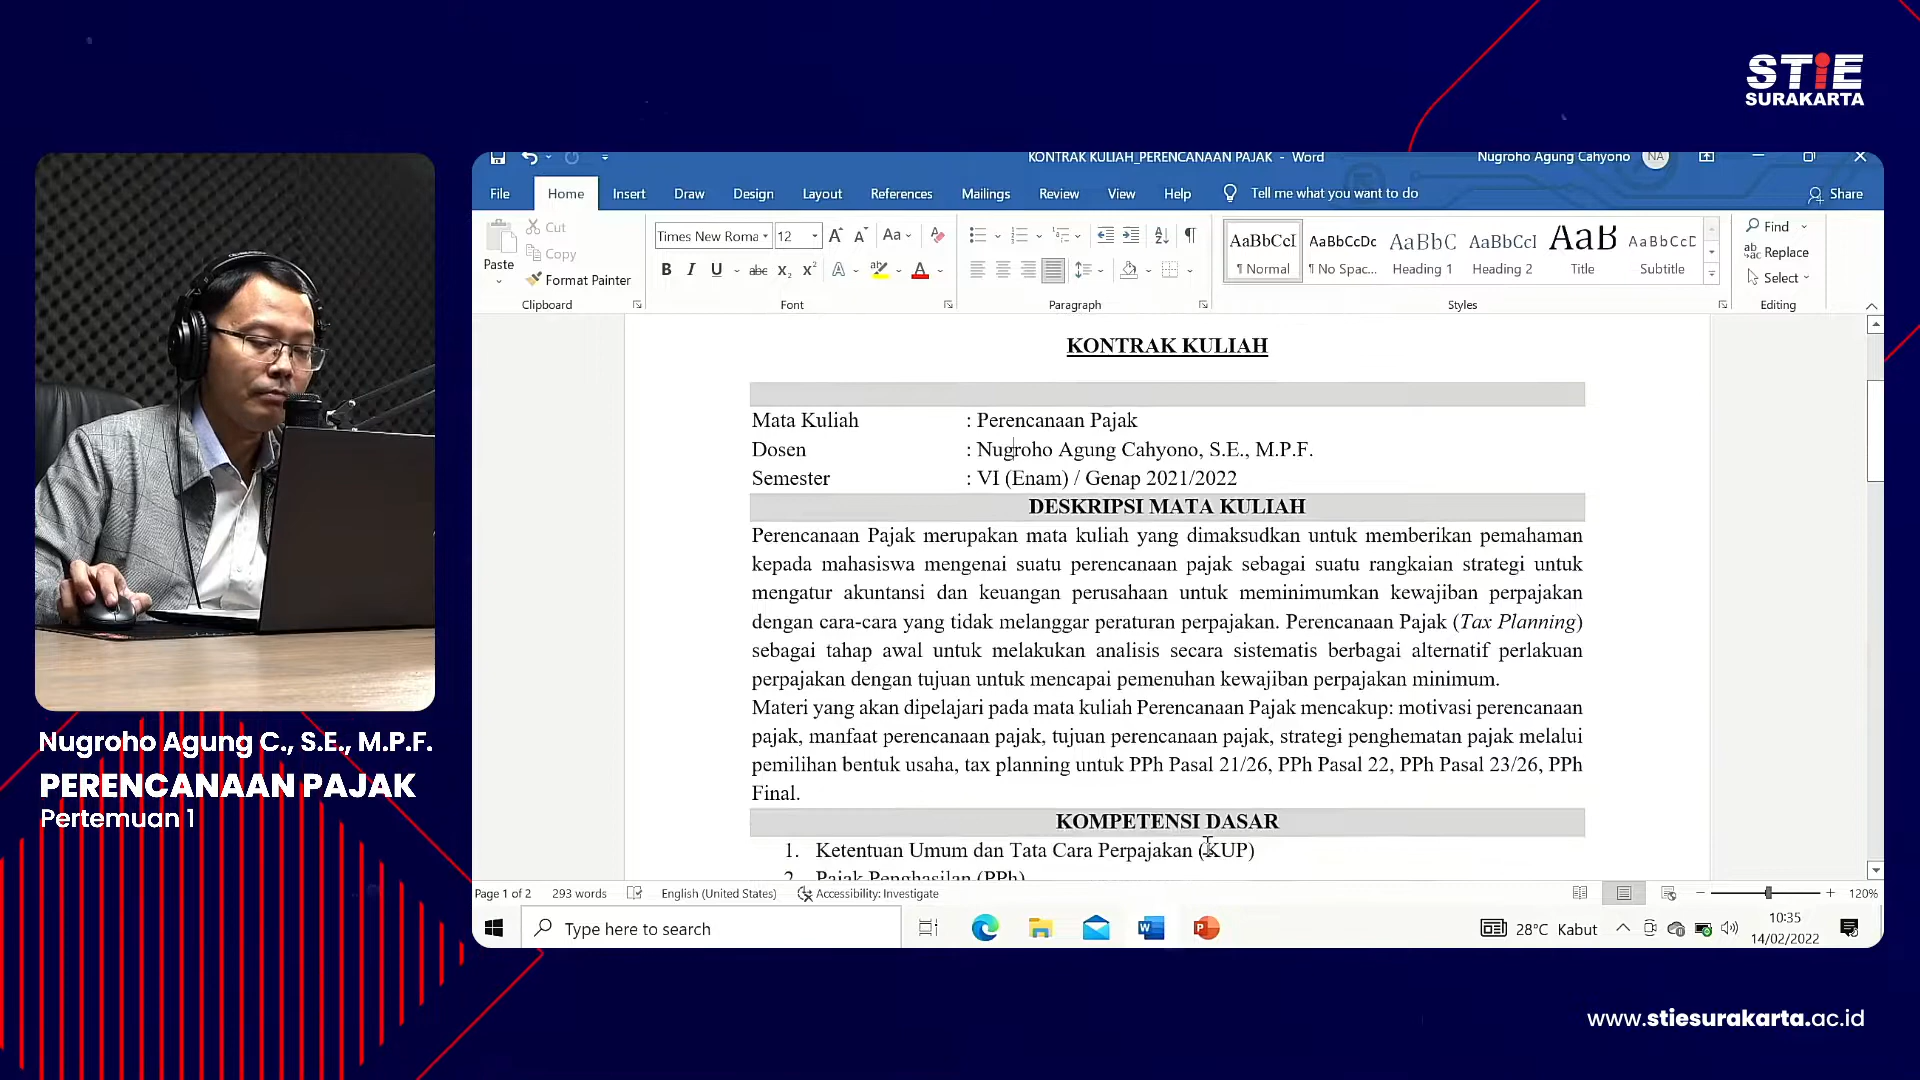 STiE
SURAKARTA
KONTRAK KULIAH_PERENCANAAN PAJAK - Word
Nugroho Agung Cahyono
NA
File
Home
Insert
Draw
Design
Layout
References
Mailings
Review
View
Help
Tell me what you want to do
Share
Paste
Cut
Copy
Format Painter
Clipboard
Times New Roma
12
Font
Paragraph
AaBbCcI
¶ Normal
AaBbCcDc
¶ No Spac...
AaBbC
Heading 1
AaBbCcI
Heading 2
AaB
Title
AaBbCcD
Subtitle
Styles
Find
Replace
Select
Editing
KONTRAK KULIAH
Mata Kuliah : Perencanaan Pajak
Dosen : Nugroho Agung Cahyono, S.E., M.P.F.
Semester : VI (Enam) / Genap 2021/2022
DESKRIPSI MATA KULIAH
Perencanaan Pajak merupakan mata kuliah yang dimaksudkan untuk memberikan pemahaman
kepada mahasiswa mengenai suatu perencanaan pajak sebagai suatu rangkaian strategi untuk
mengatur akuntansi dan keuangan perusahaan untuk meminimumkan kewajiban perpajakan
dengan cara-cara yang tidak melanggar peraturan perpajakan. Perencanaan Pajak (Tax Planning)
sebagai tahap awal untuk melakukan analisis secara sistematis berbagai alternatif perlakuan
perpajakan dengan tujuan untuk mencapai pemenuhan kewajiban perpajakan minimum.
Materi yang akan dipelajari pada mata kuliah Perencanaan Pajak mencakup: motivasi perencanaan
pajak, manfaat perencanaan pajak, tujuan perencanaan pajak, strategi penghematan pajak melalui
pemilihan bentuk usaha, tax planning untuk PPh Pasal 21/26, PPh Pasal 22, PPh Pasal 23/26, PPh
Final.
KOMPETENSI DASAR
1. Ketentuan Umum dan Tata Cara Perpajakan (KUP)
2. Pajak Penghasilan (PPh)
Page 1 of 2
293 words
English (United States)
Accessibility: Investigate
120%
Type here to search
28°C Kabut
10:35
14/02/2022
Nugroho Agung C., S.E., M.P.F.
PERENCANAAN PAJAK
Pertemuan 1
www.stiesurakarta.ac.id